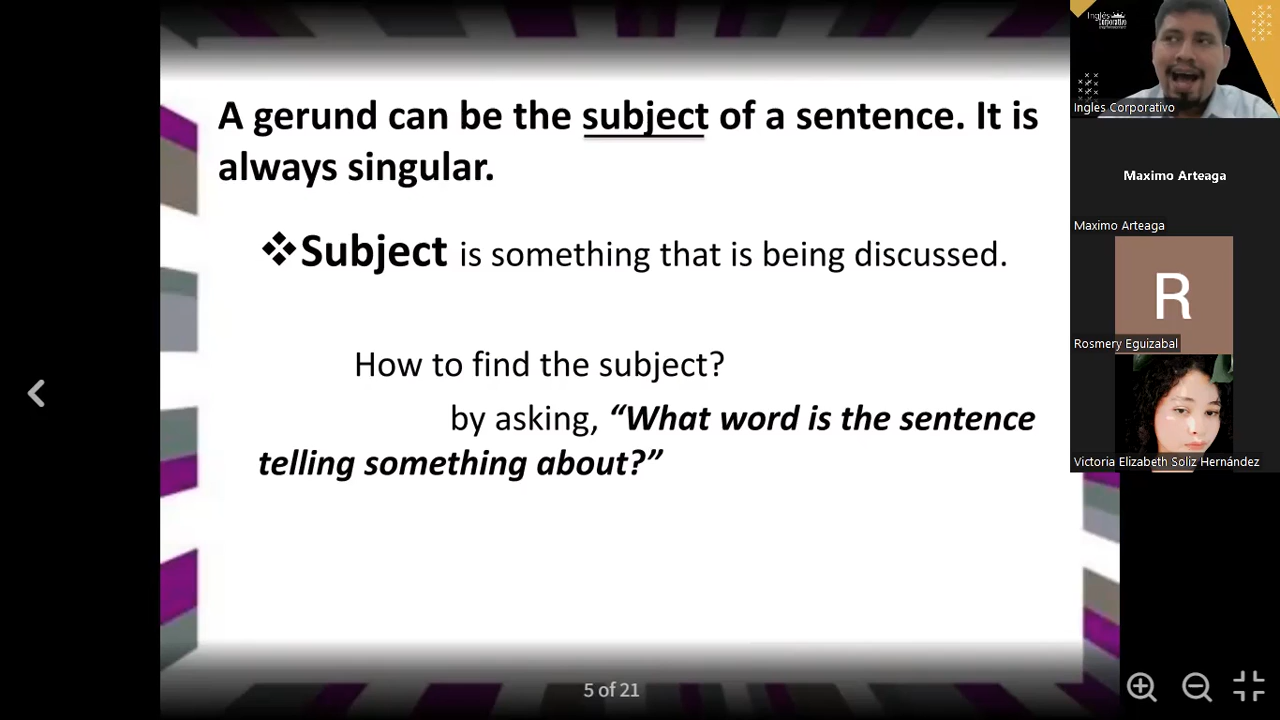 A gerund can be the subject of a sentence. It is
always singular.
❖Subject is something that is being discussed.
How to find the subject?
by asking, “What word is the sentence
telling something about?”
5 of 21
Inglés
Corporativo
Ingles Corporativo
Maximo Arteaga
Maximo Arteaga
R
Rosmery Eguizabal
Victoria Elizabeth Soliz Hernández